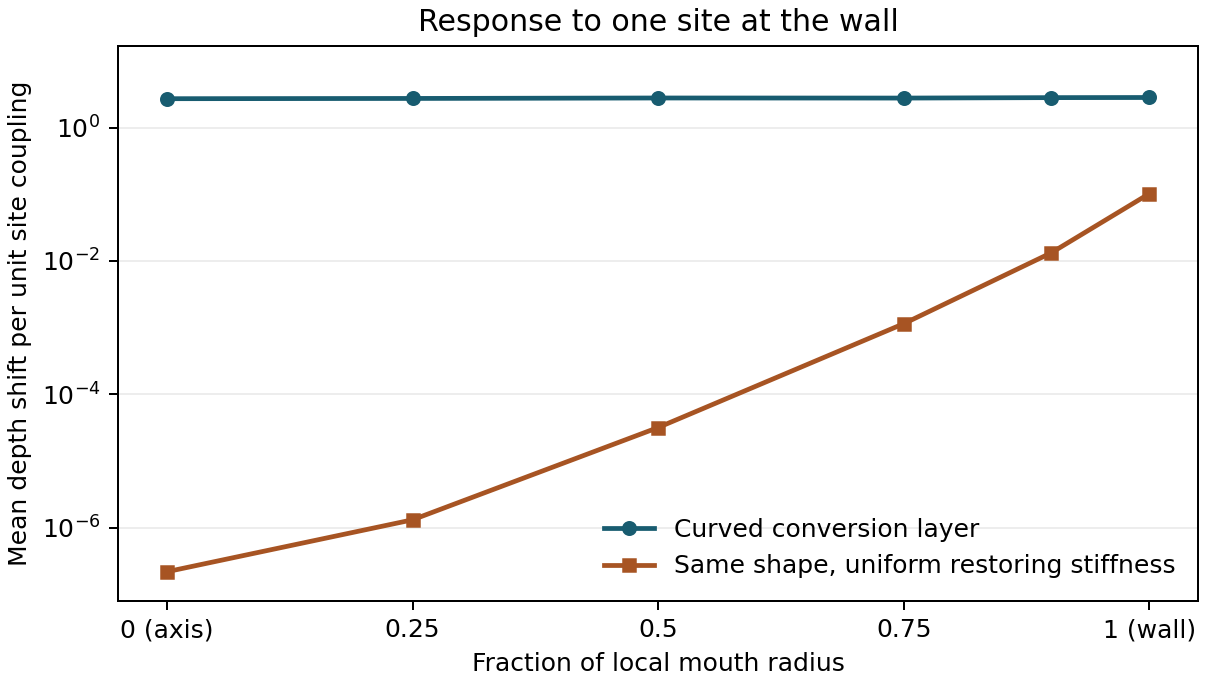 Response to one site at the wall
Mean depth shift per unit site coupling
10⁰
10⁻²
10⁻⁴
10⁻⁶
Curved conversion layer
Same shape, uniform restoring stiffness
0 (axis)
0.25
0.5
0.75
1 (wall)
Fraction of local mouth radius